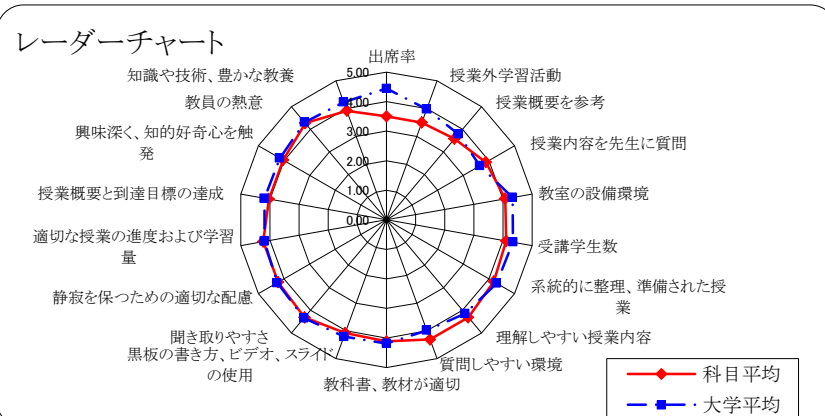 レーダーチャート
出席率
授業外学習活動
授業概要を参考
授業内容を先生に質問
教室の設備環境
受講学生数
系統的に整理、準備された授
業
理解しやすい授業内容
質問しやすい環境
教科書、教材が適切
黒板の書き方、ビデオ、スライド
の使用
聞き取りやすさ
静寂を保つための適切な配慮
適切な授業の進度および学習
量
授業概要と到達目標の達成
興味深く、知的好奇心を触
発
教員の熱意
知識や技術、豊かな教養
5.00
4.00
3.00
2.00
1.00
0.00
科目平均
大学平均